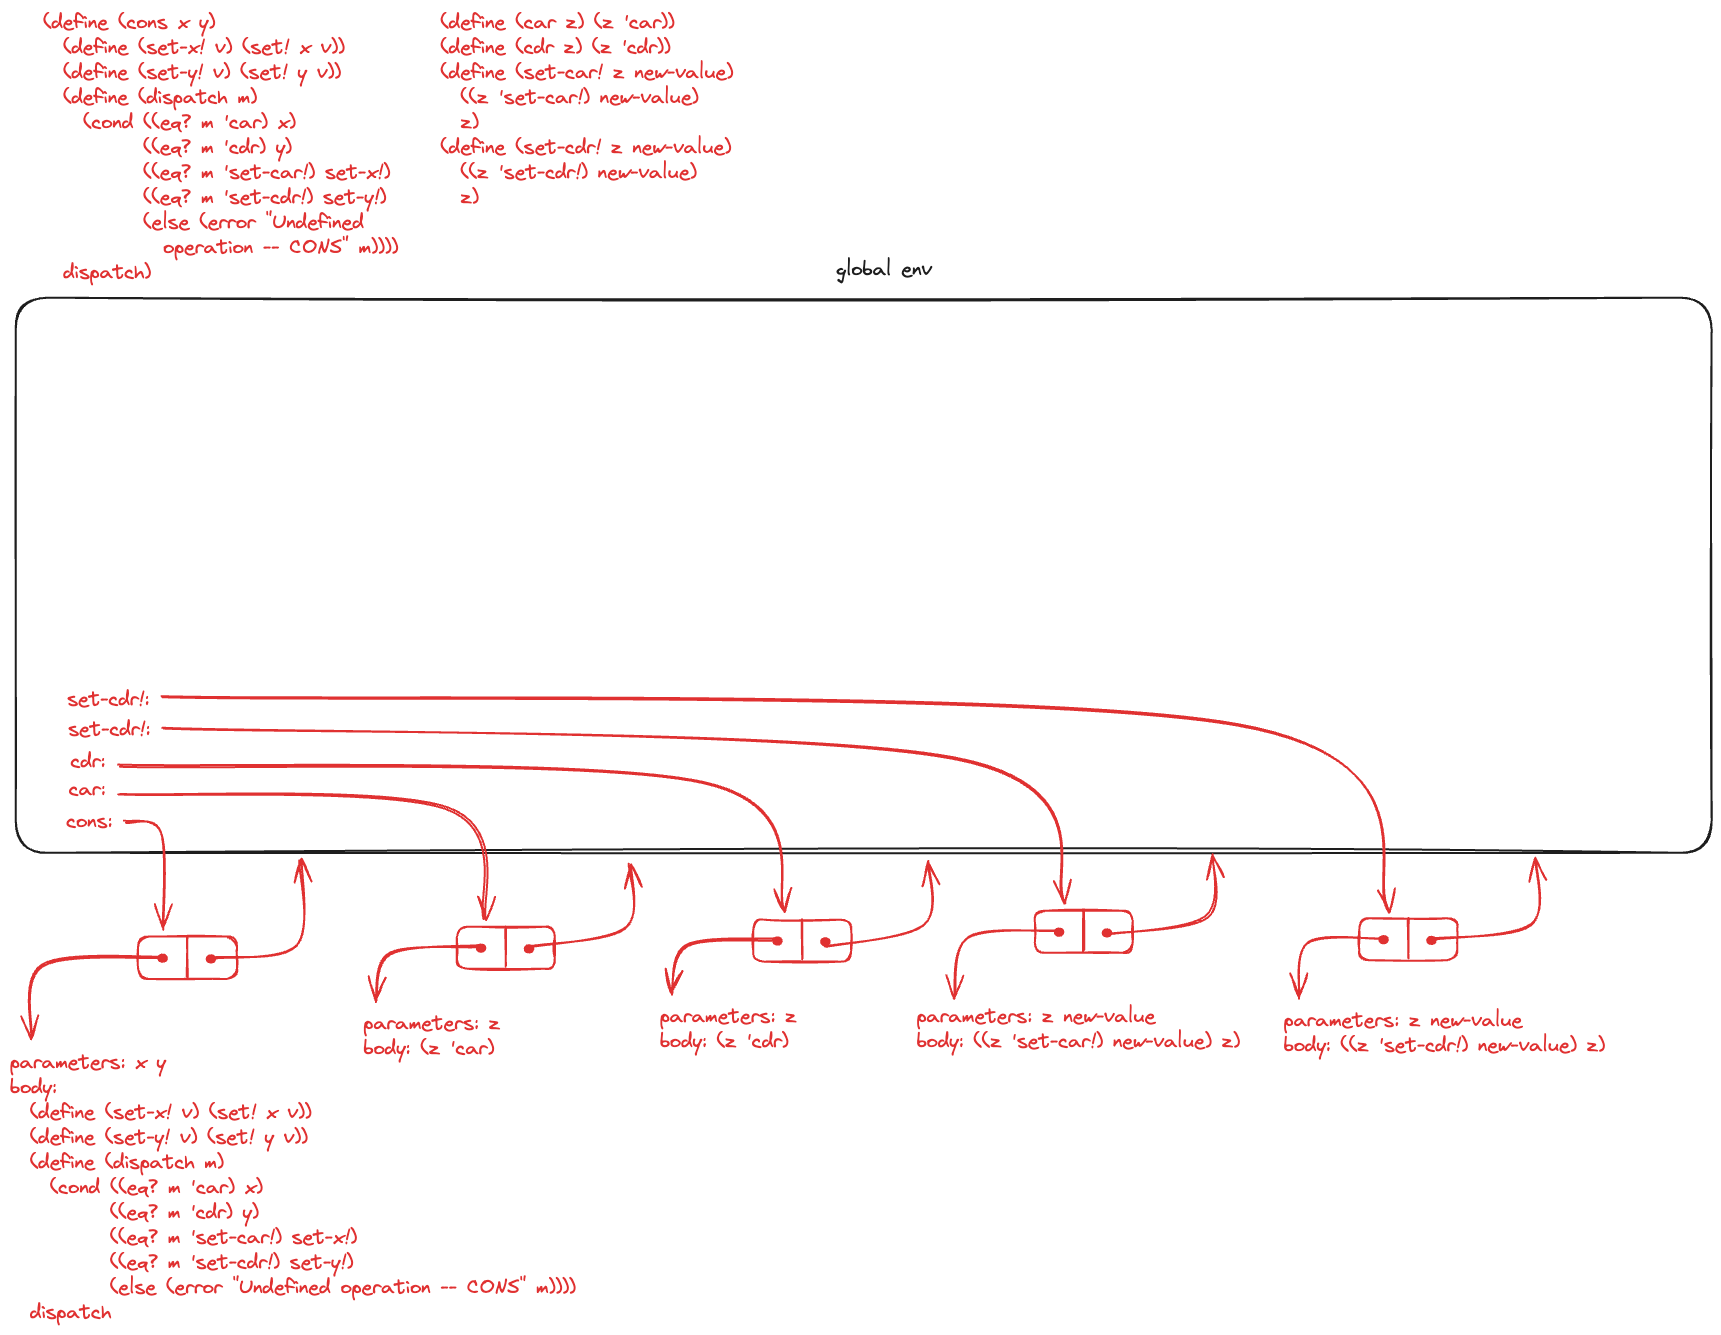 (define (cons x y)
(define (set-x! v) (set! x v))
(define (set-y! v) (set! y v))
(define (dispatch m)
(cond ((eq? m 'car) x)
((eq? m 'cdr) y)
((eq? m 'set-car!) set-x!)
((eq? m 'set-cdr!) set-y!)
(else (error "Undefined
operation -- CONS" m))))
dispatch)
(define (car z) (z 'car))
(define (cdr z) (z 'cdr))
(define (set-car! z new-value)
((z 'set-car!) new-value)
z)
(define (set-cdr! z new-value)
((z 'set-cdr!) new-value)
z)
global env
set-cdr!:
set-cdr!:
cdr:
car:
cons:
parameters: x y
body:
(define (set-x! v) (set! x v))
(define (set-y! v) (set! y v))
(define (dispatch m)
(cond ((eq? m 'car) x)
((eq? m 'cdr) y)
((eq? m 'set-car!) set-x!)
((eq? m 'set-cdr!) set-y!)
(else (error "Undefined operation -- CONS" m))))
dispatch
parameters: z
body: (z 'car)
parameters: z
body: (z 'cdr)
parameters: z new-value
body: ((z 'set-car!) new-value) z)
parameters: z new-value
body: ((z 'set-cdr!) new-value) z)